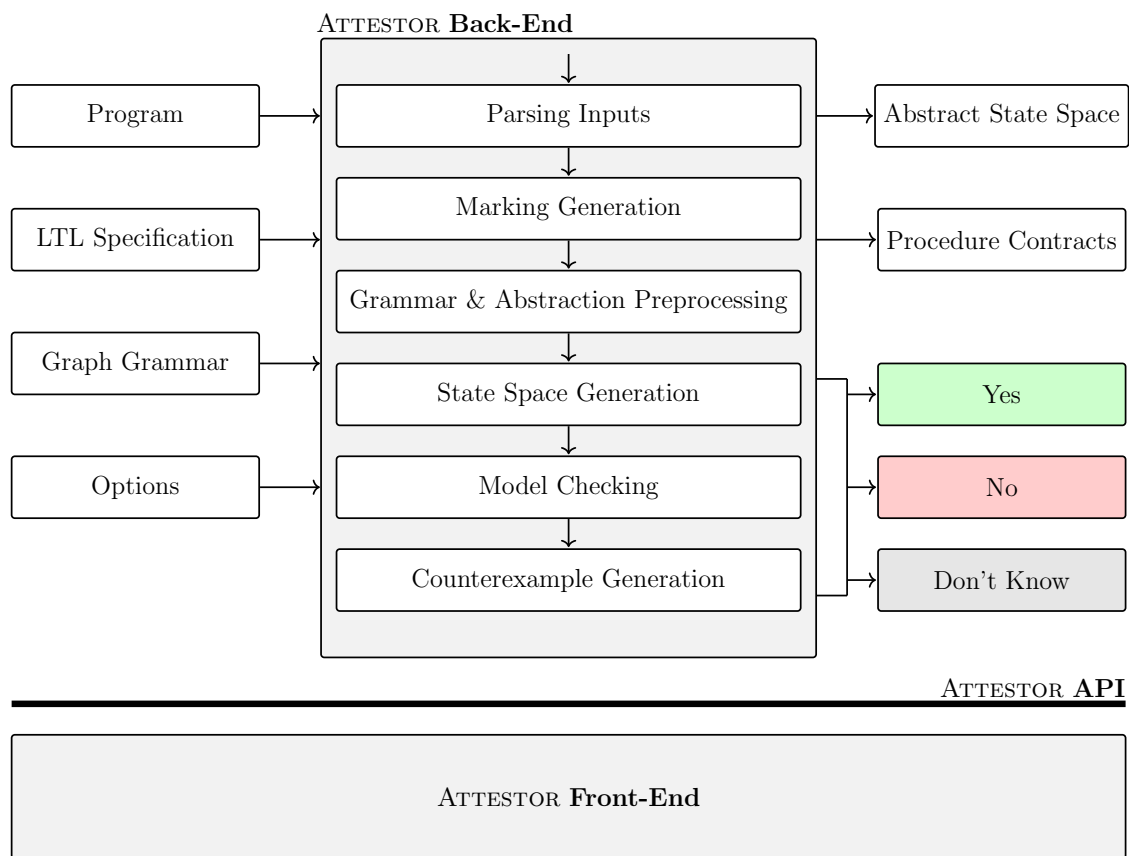 ATTESTOR Back-End
Program
Parsing Inputs
Abstract State Space
Marking Generation
LTL Specification
Procedure Contracts
Grammar & Abstraction Preprocessing
Graph Grammar
State Space Generation
Yes
Options
Model Checking
No
Counterexample Generation
Don't Know
ATTESTOR API
ATTESTOR Front-End